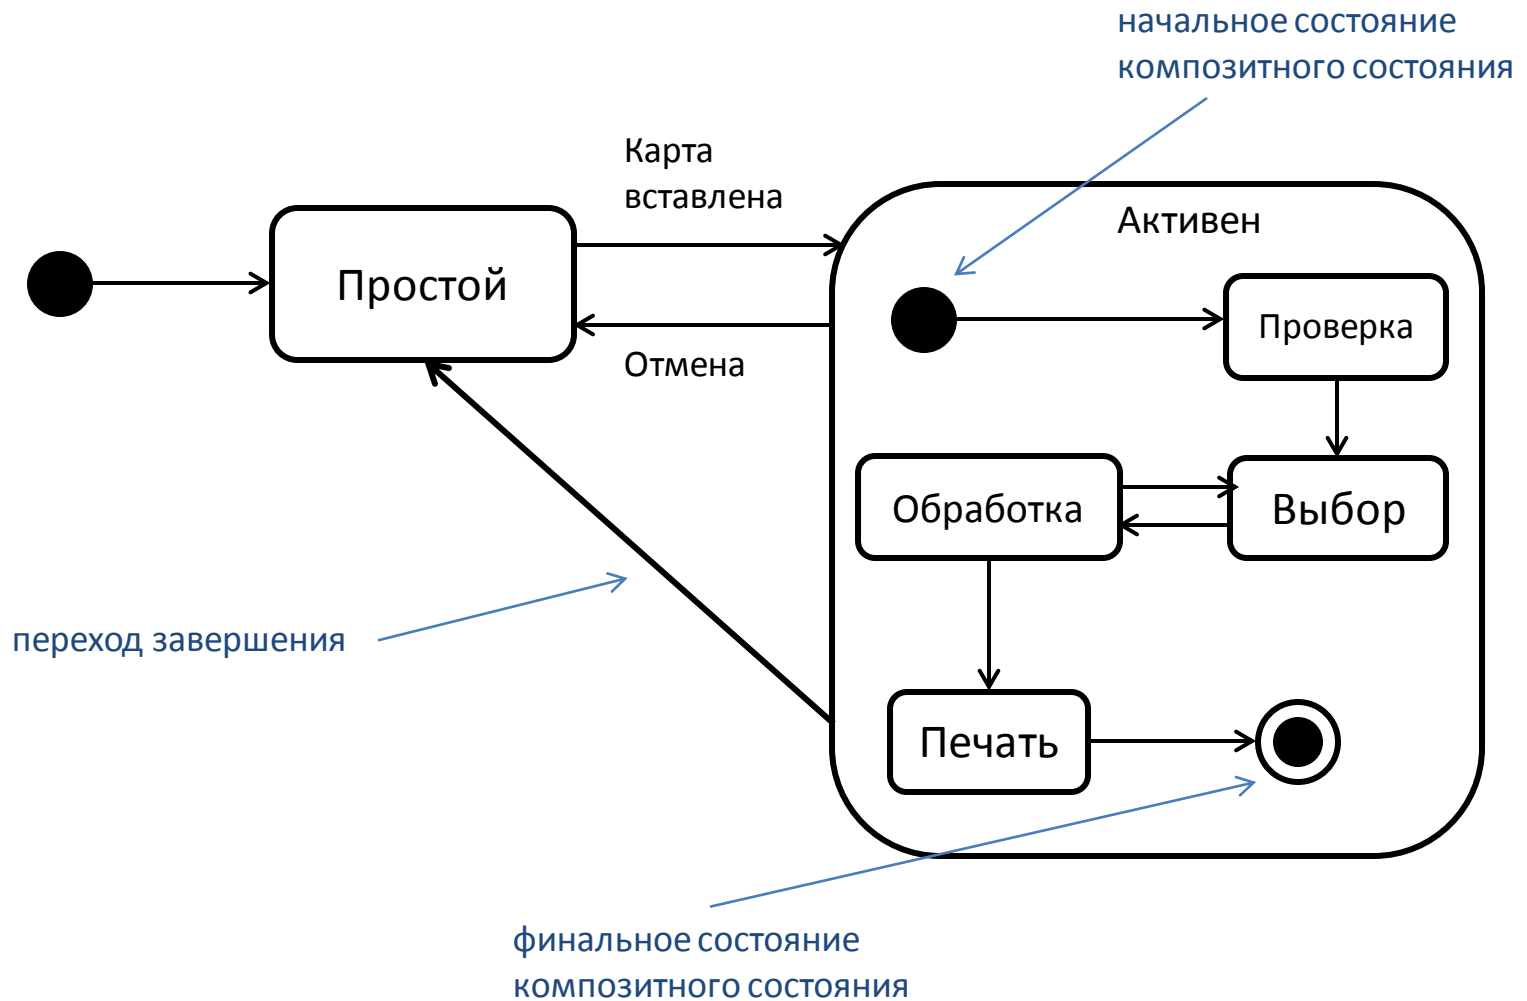 начальное состояние
композитного состояния
Карта
вставлена
Активен
Простой
Проверка
Отмена
Обработка
Выбор
переход завершения
Печать
финальное состояние
композитного состояния